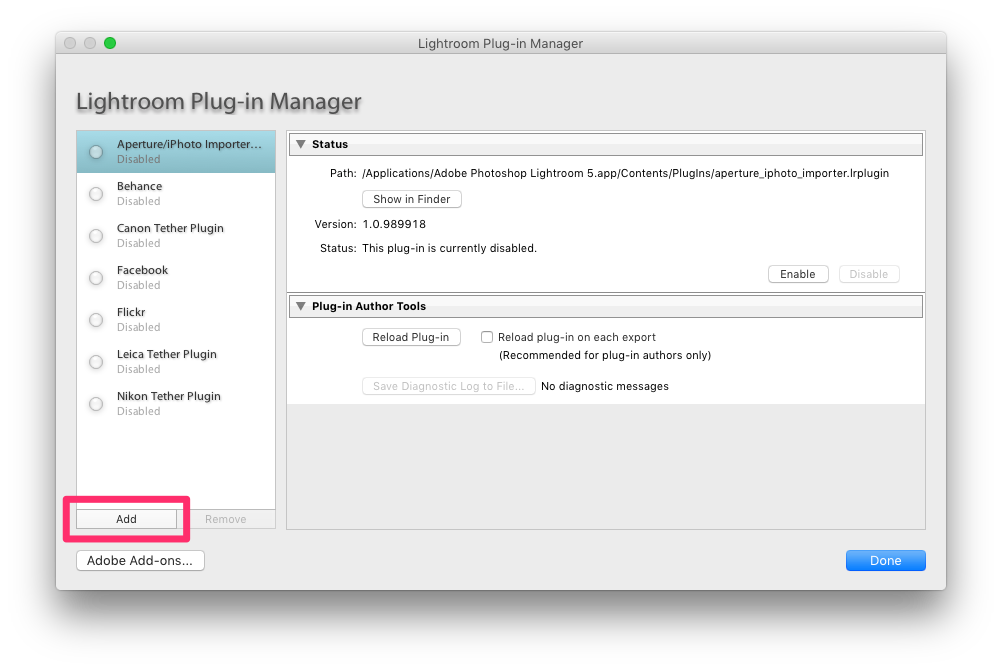 Lightroom Plug-in Manager
Lightroom Plug-in Manager
Aperture/iPhoto Importer...
Disabled
Behance
Disabled
Canon Tether Plugin
Disabled
Facebook
Disabled
Flickr
Disabled
Leica Tether Plugin
Disabled
Nikon Tether Plugin
Disabled
Add Remove
Adobe Add-ons...
Status
Path: /Applications/Adobe Photoshop Lightroom 5.app/Contents/PlugIns/aperture_iphoto_importer.lrplugin
Show in Finder
Version: 1.0.989918
Status: This plug-in is currently disabled.
Enable Disable
Plug-in Author Tools
Reload Plug-in Reload plug-in on each export
(Recommended for plug-in authors only)
Save Diagnostic Log to File... No diagnostic messages
Done